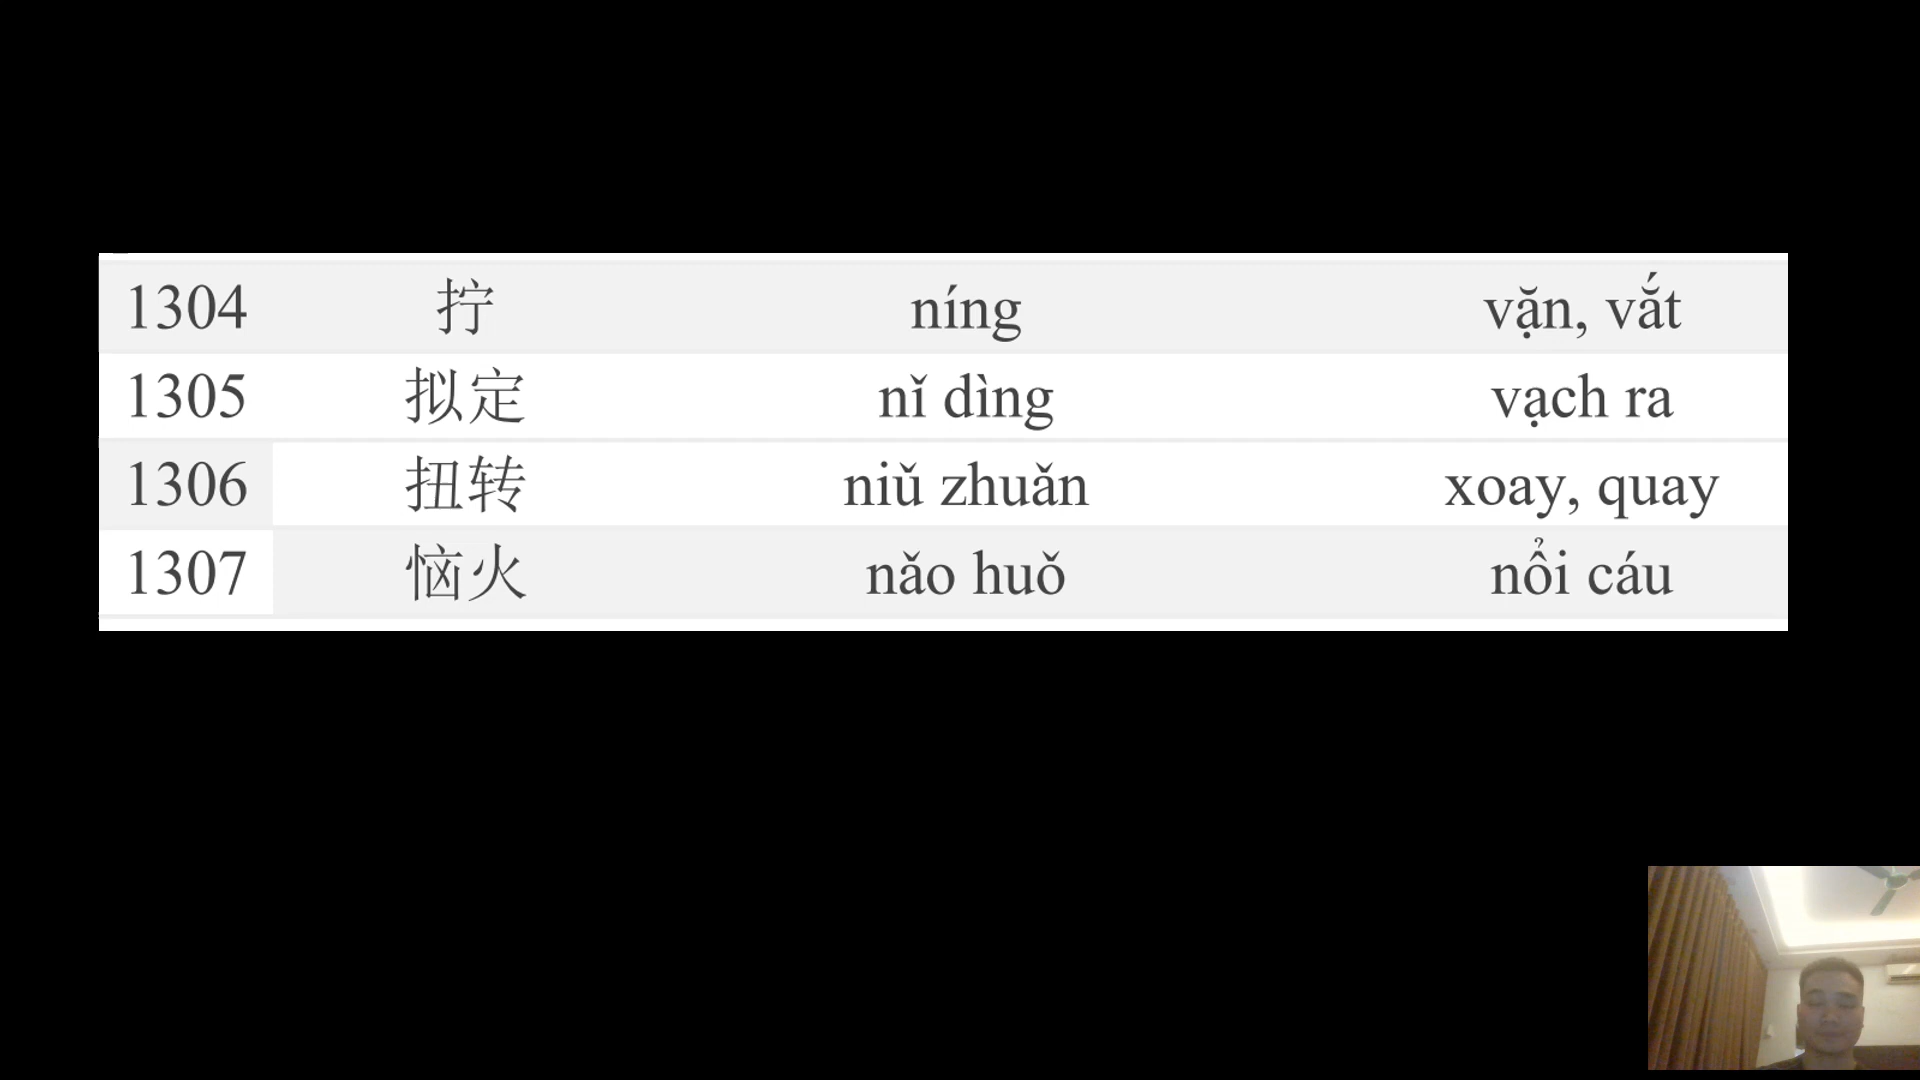 1304 拧 níng vặn, vắt
1305 拟定 nǐ dìng vạch ra
1306 扭转 niǔ zhuǎn xoay, quay
1307 恼火 nǎo huǒ nổi cáu